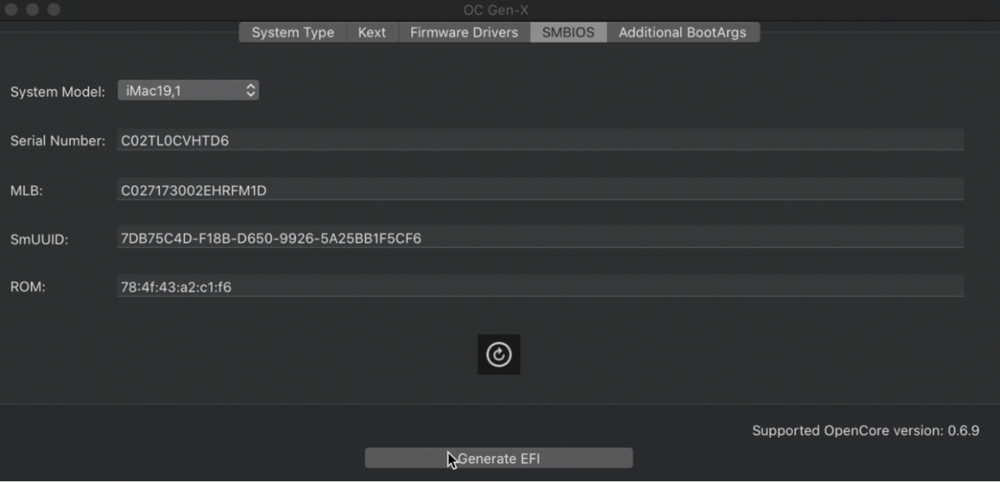 OC Gen-X
System Type Kext Firmware Drivers SMBIOS Additional BootArgs
System Model: iMac19,1
Serial Number: C02TL0CVHTD6
MLB: C027173002EHRFM1D
SmUUID: 7DB75C4D-F18B-D650-9926-5A25BB1F5CF6
ROM: 78:4f:43:a2:c1:f6
Supported OpenCore version: 0.6.9
Generate EFI